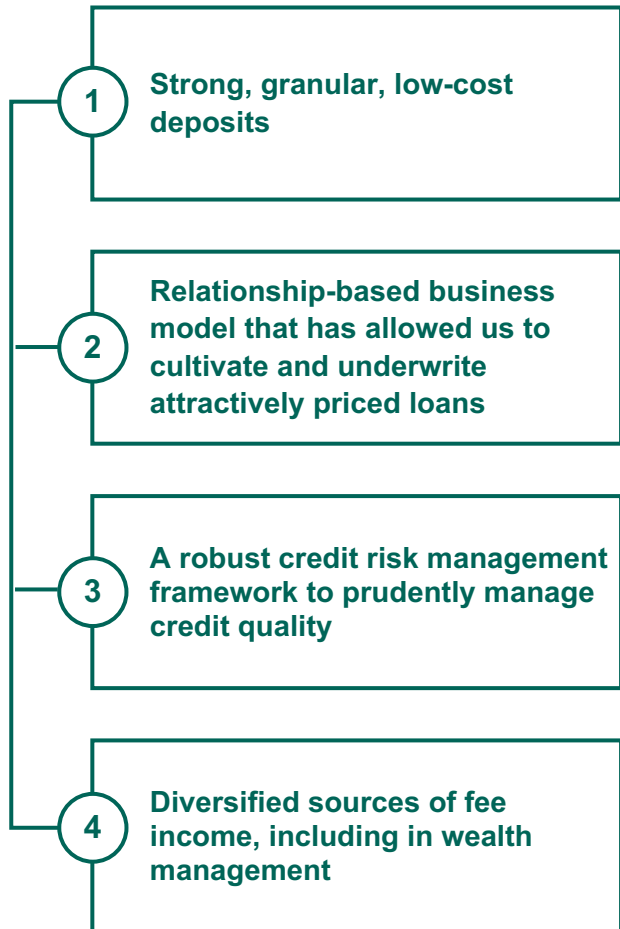 1
Strong, granular, low-cost
deposits
2
Relationship-based business
model that has allowed us to
cultivate and underwrite
attractively priced loans
3
A robust credit risk management
framework to prudently manage
credit quality
4
Diversified sources of fee
income, including in wealth
management